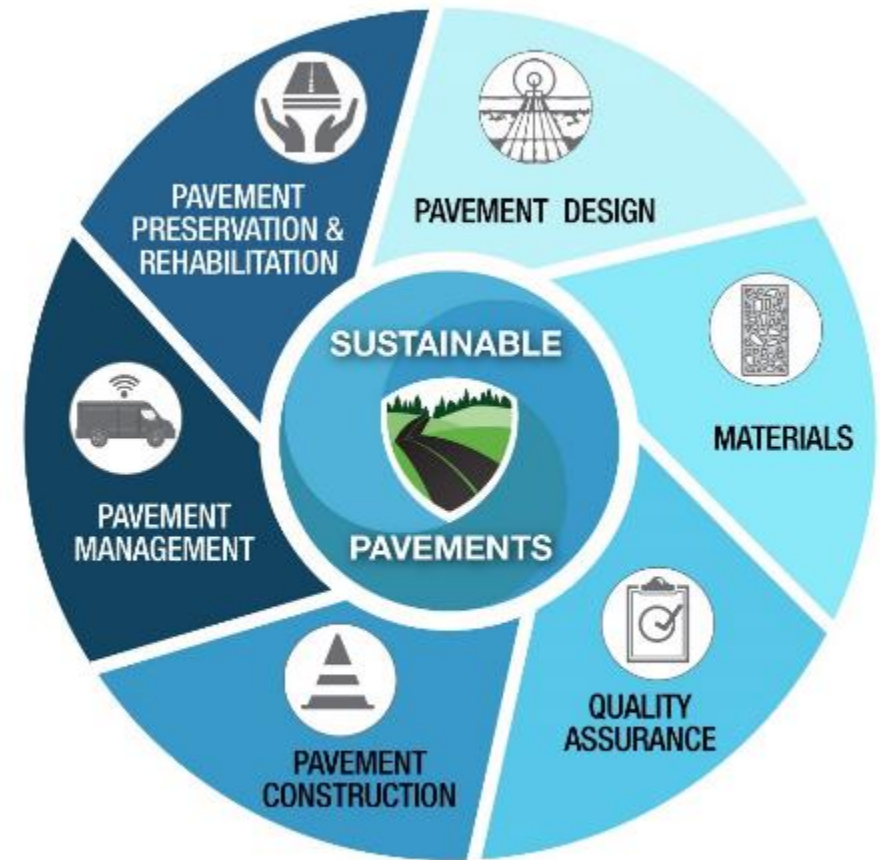 SUSTAINABLE
PAVEMENTS
PAVEMENT DESIGN
MATERIALS
QUALITY
ASSURANCE
PAVEMENT
CONSTRUCTION
PAVEMENT
MANAGEMENT
PAVEMENT
PRESERVATION &
REHABILITATION